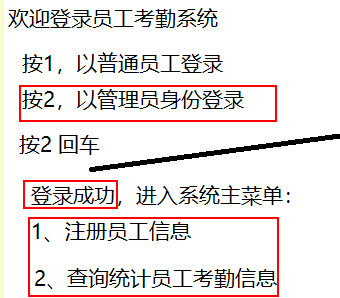 欢迎登录员工考勤系统
按1，以普通员工登录
按2，以管理员身份登录
按2 回车
登录成功，进入系统主菜单：
1、注册员工信息
2、查询统计员工考勤信息